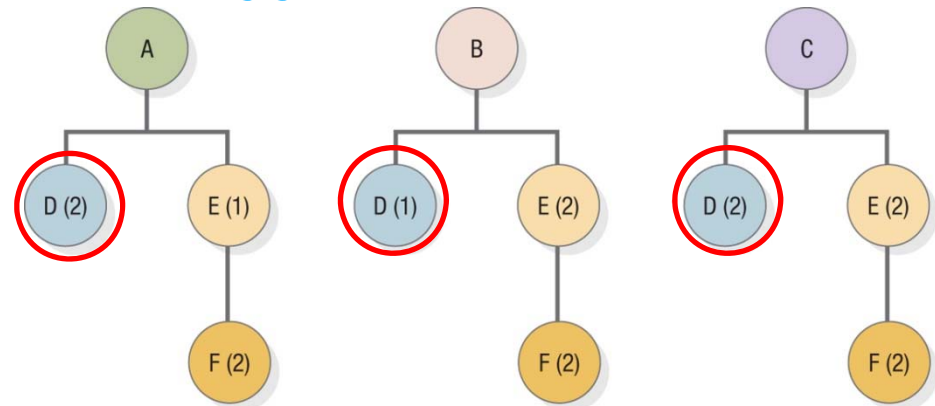 A B C
D (2) E (1) D (1) E (2) D (2) E (2)
F (2) F (2) F (2)